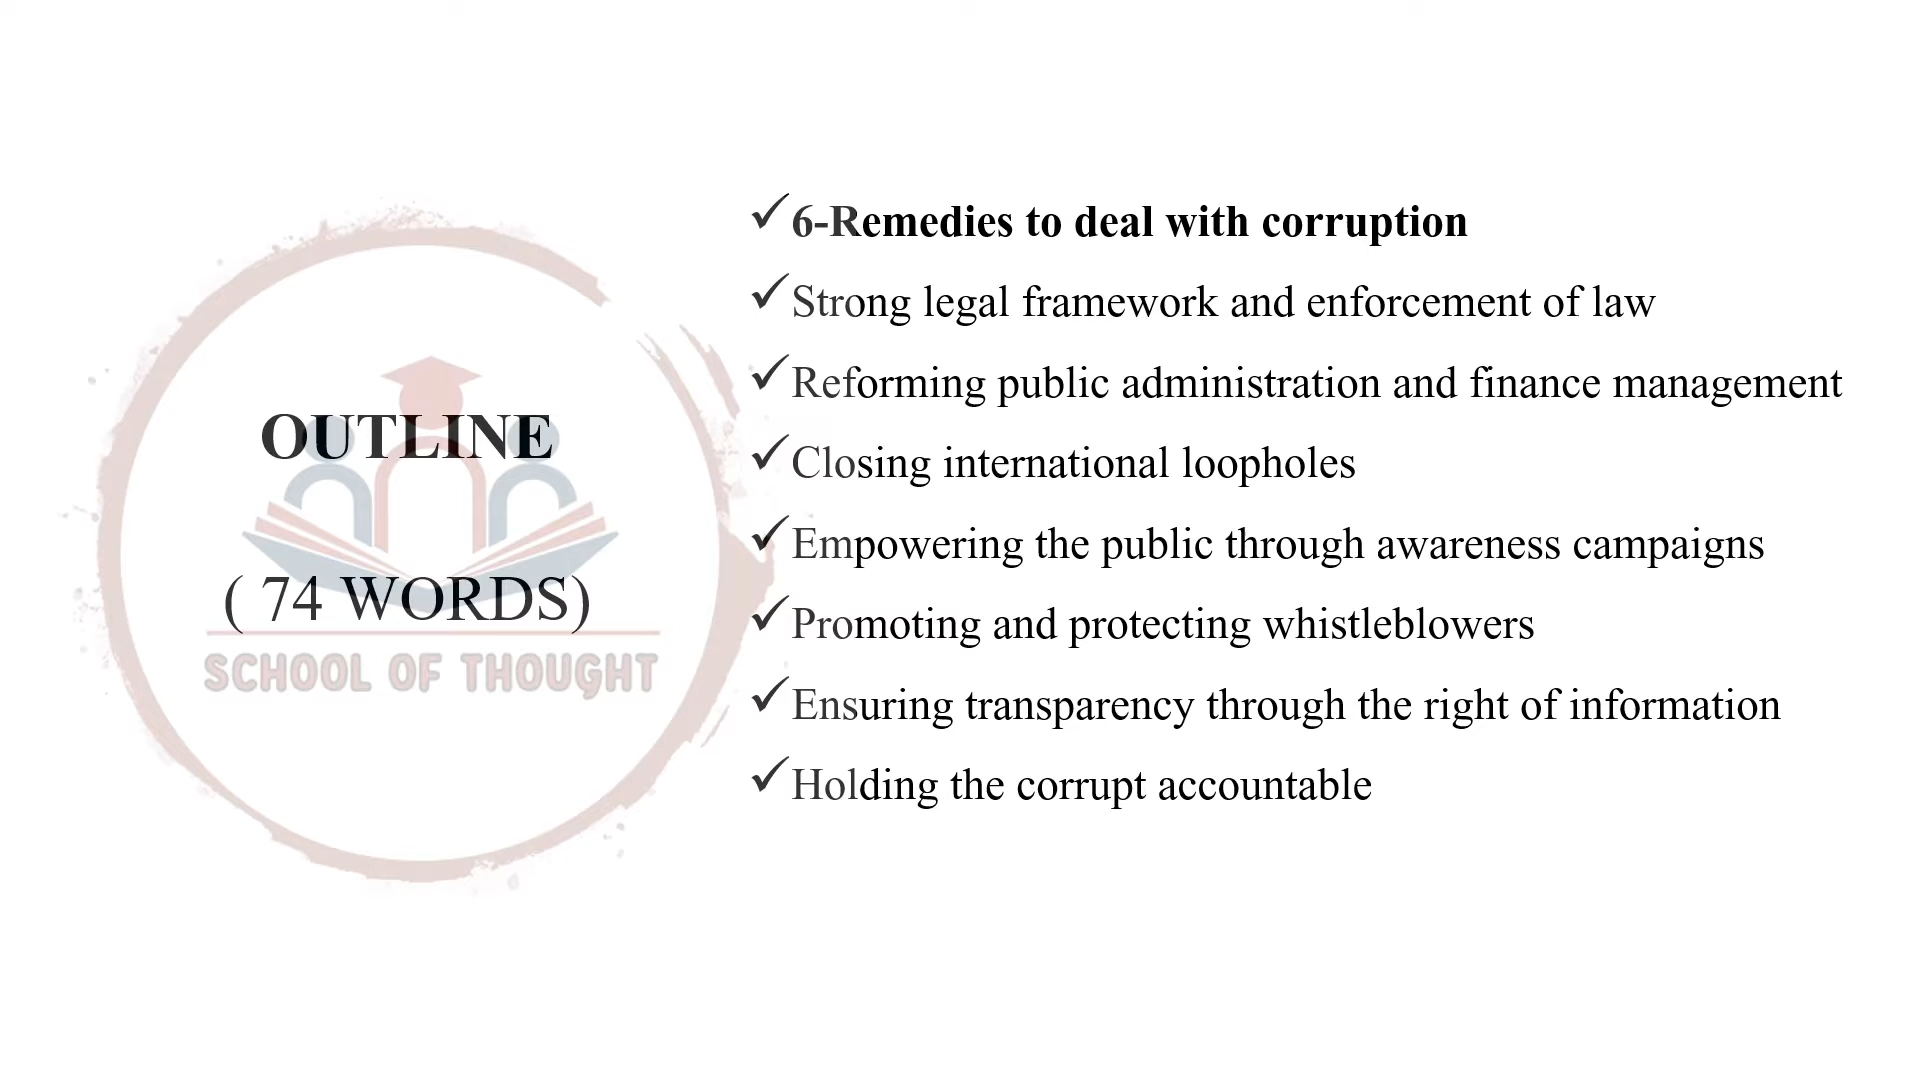 OUTLINE
( 74 WORDS)
SCHOOL OF THOUGHT
✓6-Remedies to deal with corruption
✓Strong legal framework and enforcement of law
✓Reforming public administration and finance management
✓Closing international loopholes
✓Empowering the public through awareness campaigns
✓Promoting and protecting whistleblowers
✓Ensuring transparency through the right of information
✓Holding the corrupt accountable